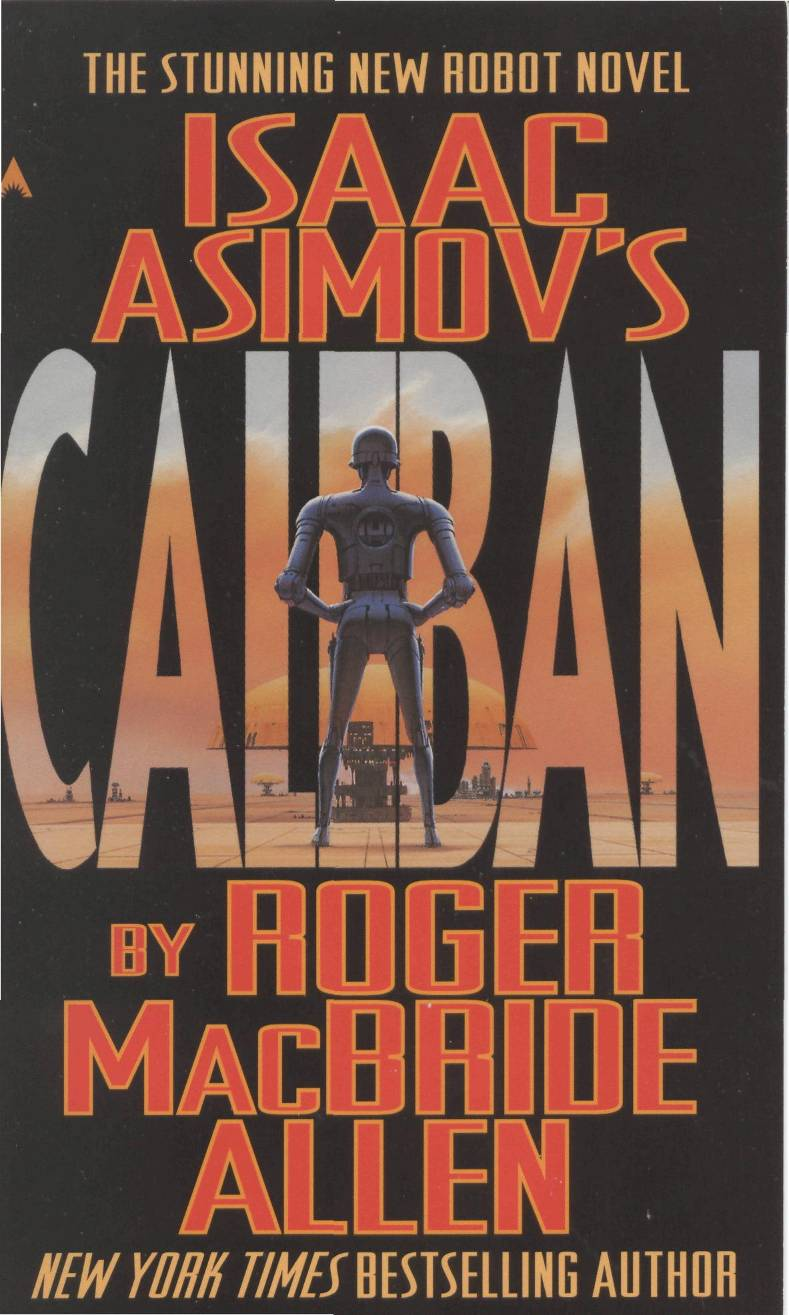 THE STUNNING NEW ROBOT NOVEL
ISAAC
ASIMOV'S
CALIBAN
BY ROGER
MACBRIDE
ALLEN
NEW YORK TIMES BESTSELLING AUTHOR